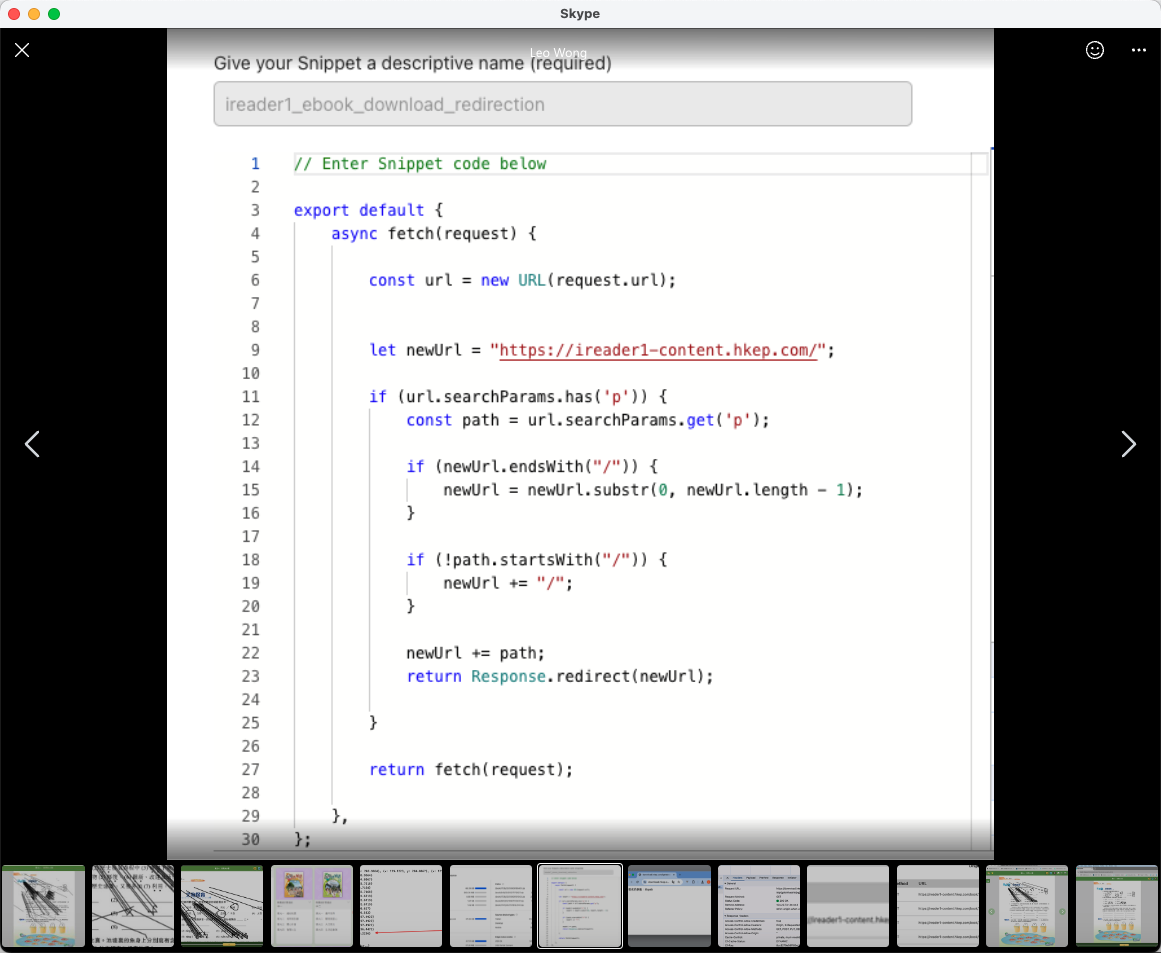 Skype
Leo Wong
Give your Snippet a descriptive name (required)
ireader1_ebook_download_redirection
1 // Enter Snippet code below
2
3 export default {
4     async fetch(request) {
5
6         const url = new URL(request.url);
7
8
9         let newUrl = "https://ireader1-content.hkep.com/";
10
11         if (url.searchParams.has('p')) {
12             const path = url.searchParams.get('p');
13
14             if (newUrl.endsWith("/")) {
15                 newUrl = newUrl.substr(0, newUrl.length - 1);
16             }
17
18             if (!path.startsWith("/")) {
19                 newUrl += "/";
20             }
21
22             newUrl += path;
23             return Response.redirect(newUrl);
24
25         }
26
27         return fetch(request);
28
29     },
30 };